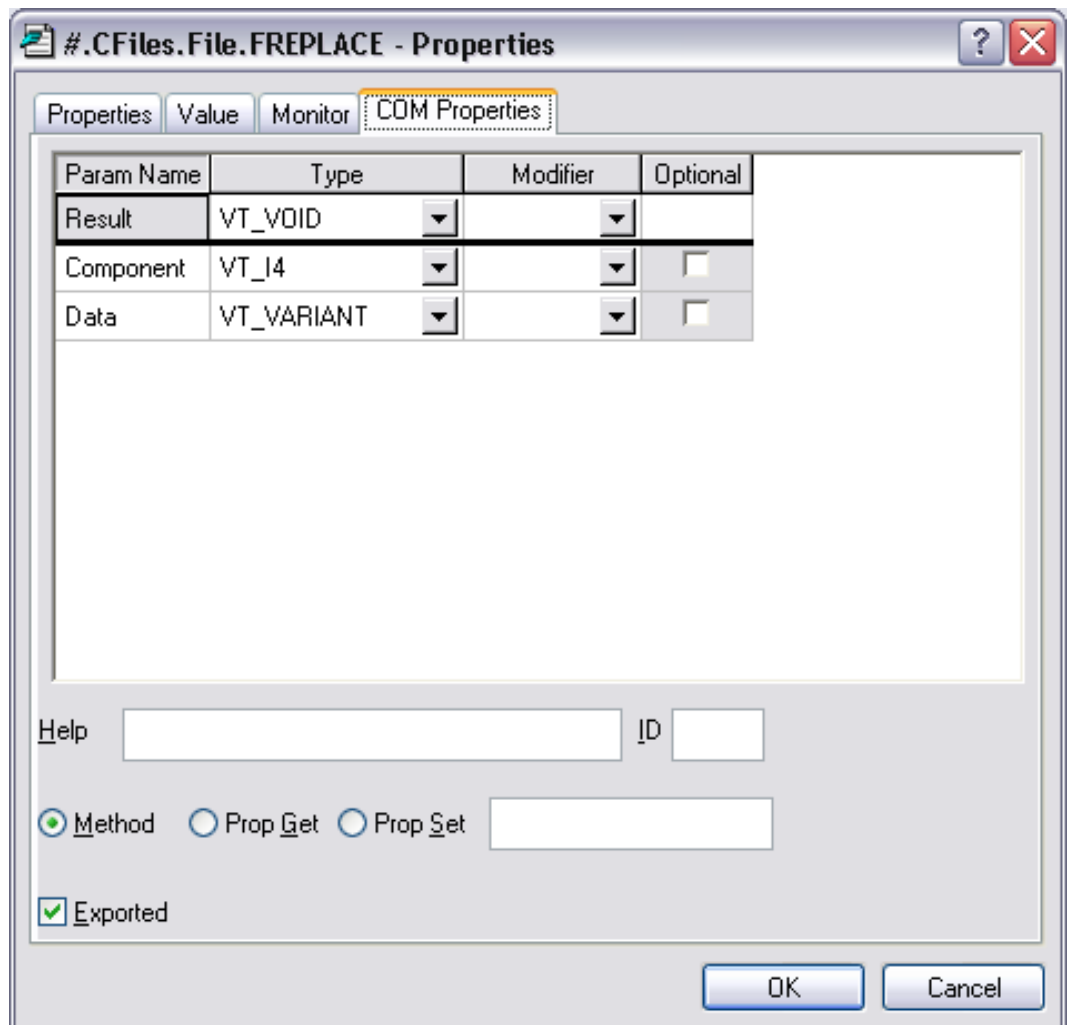 #.CFiles.File.FREPLACE - Properties
Properties Value Monitor COM Properties
Param Name Type Modifier Optional
Result VT_VOID
Component VT_I4
Data VT_VARIANT
Help ID
Method Prop Get Prop Set
Exported
OK Cancel